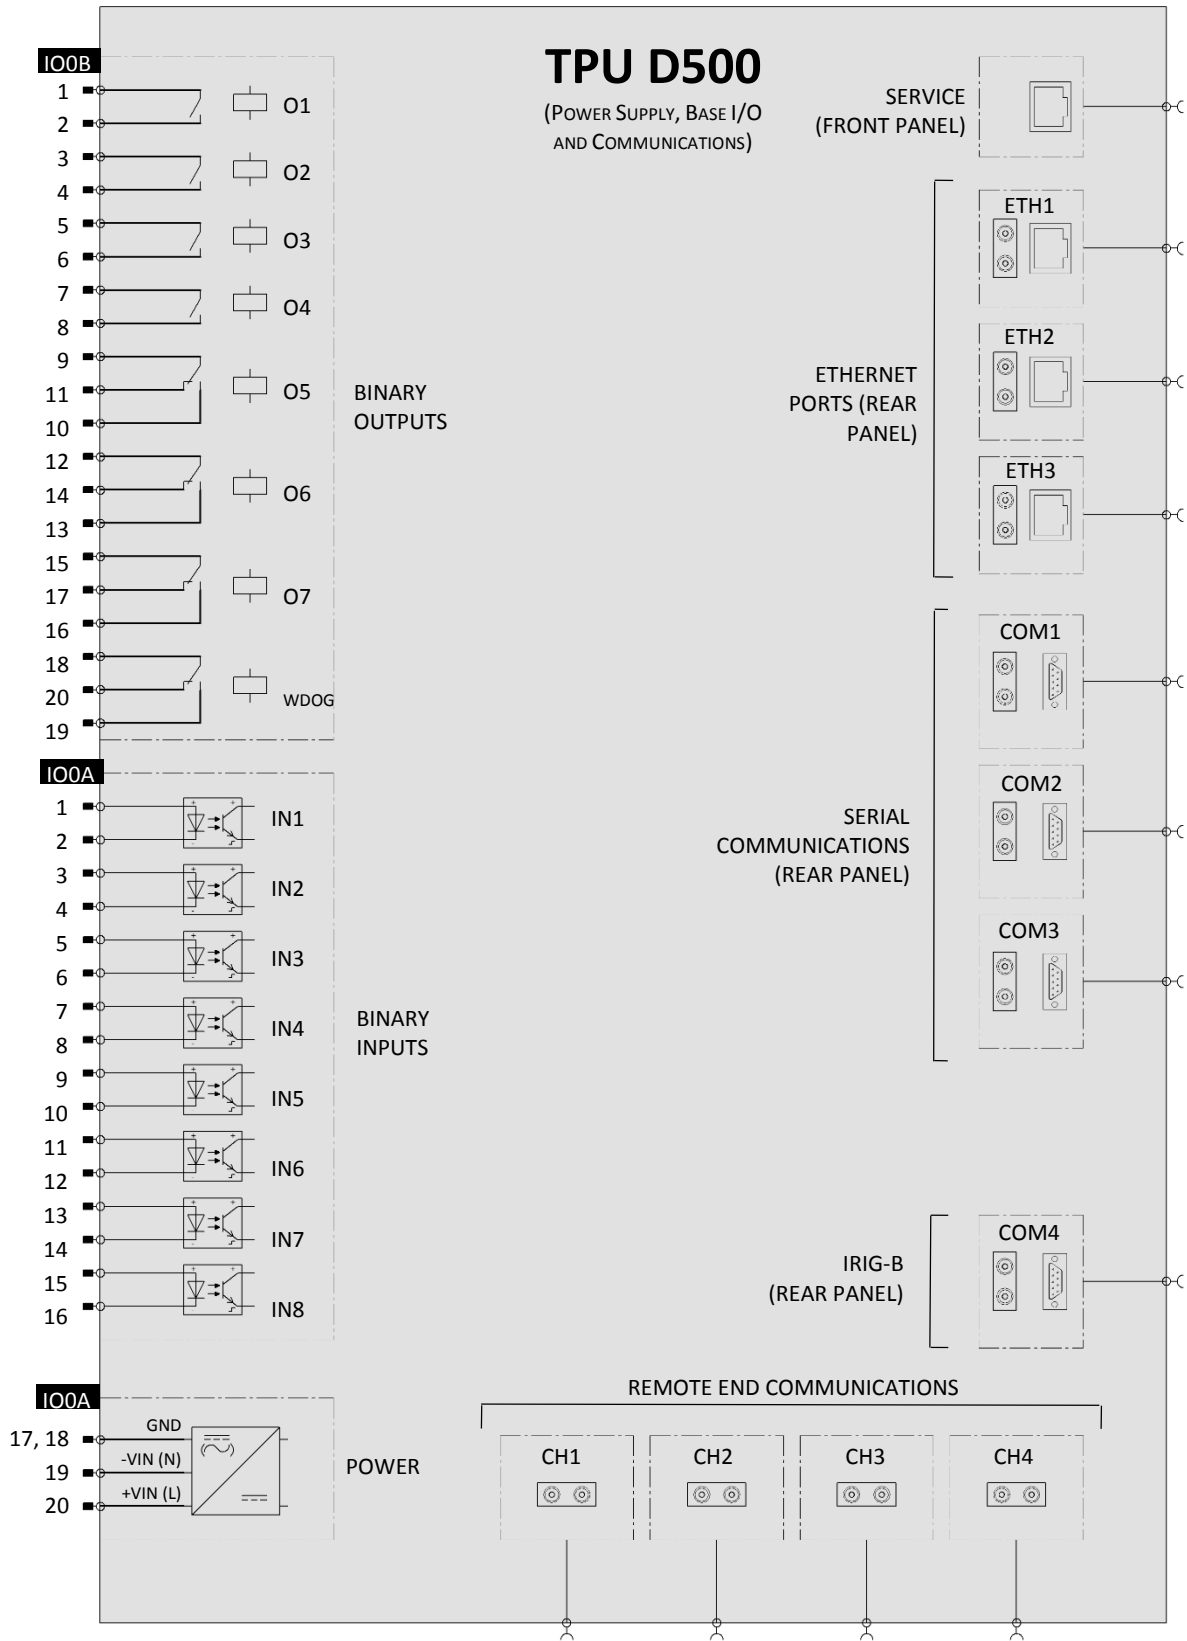 TPU D500
(POWER SUPPLY, BASE I/O
AND COMMUNICATIONS)
IO0B
1
2
O1
3
4
O2
5
6
O3
7
8
O4
9
11
10
O5
12
14
13
O6
15
17
16
O7
18
20
19
WDOG
BINARY
OUTPUTS
IO0A
1
2
IN1
3
4
IN2
5
6
IN3
7
8
IN4
9
10
IN5
11
12
IN6
13
14
IN7
15
16
IN8
BINARY
INPUTS
IO0A
17, 18
GND
19
-VIN (N)
20
+VIN (L)
POWER
SERVICE
(FRONT PANEL)
ETHERNET
PORTS (REAR
PANEL)
ETH1
ETH2
ETH3
SERIAL
COMMUNICATIONS
(REAR PANEL)
COM1
COM2
COM3
IRIG-B
(REAR PANEL)
COM4
REMOTE END COMMUNICATIONS
CH1
CH2
CH3
CH4